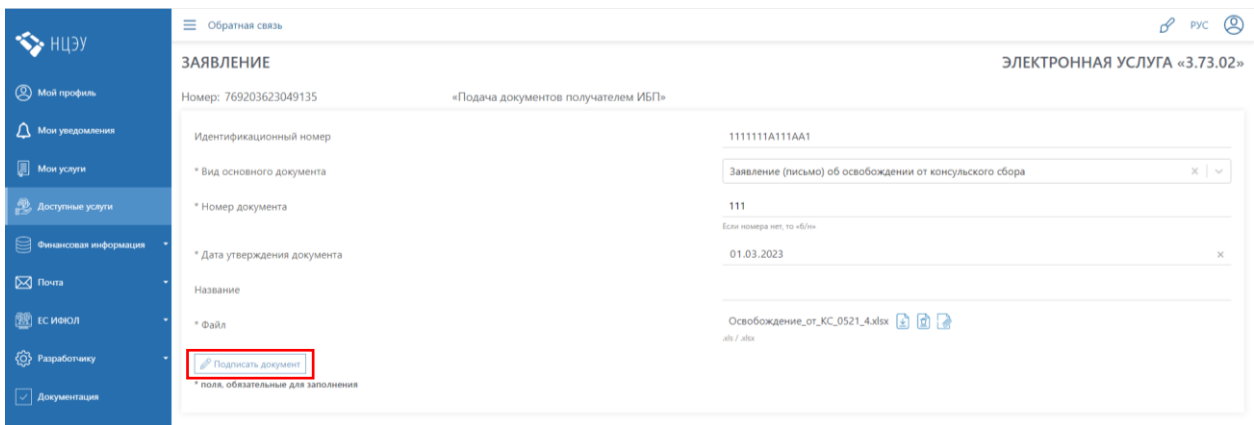 НЦЭУ
Обратная связь
РУС
ЗАЯВЛЕНИЕ
ЭЛЕКТРОННАЯ УСЛУГА «3.73.02»
Мой профиль
Номер: 769203623049135
«Подача документов получателем ИБП»
Мои уведомления
Идентификационный номер
1111111A111AA1
Мои услуги
* Вид основного документа
Заявление (письмо) об освобождении от консульского сбора
Доступные услуги
* Номер документа
111
Если номера нет, то «б/н»
Финансовая информация
* Дата утверждения документа
01.03.2023
Почта
Название
ЕС ИФЮЛ
* Файл
Освобождение_от_КС_0521_4.xlsx
.xls / .xlsx
Разработчику
Подписать документ
* поля, обязательные для заполнения
Документация